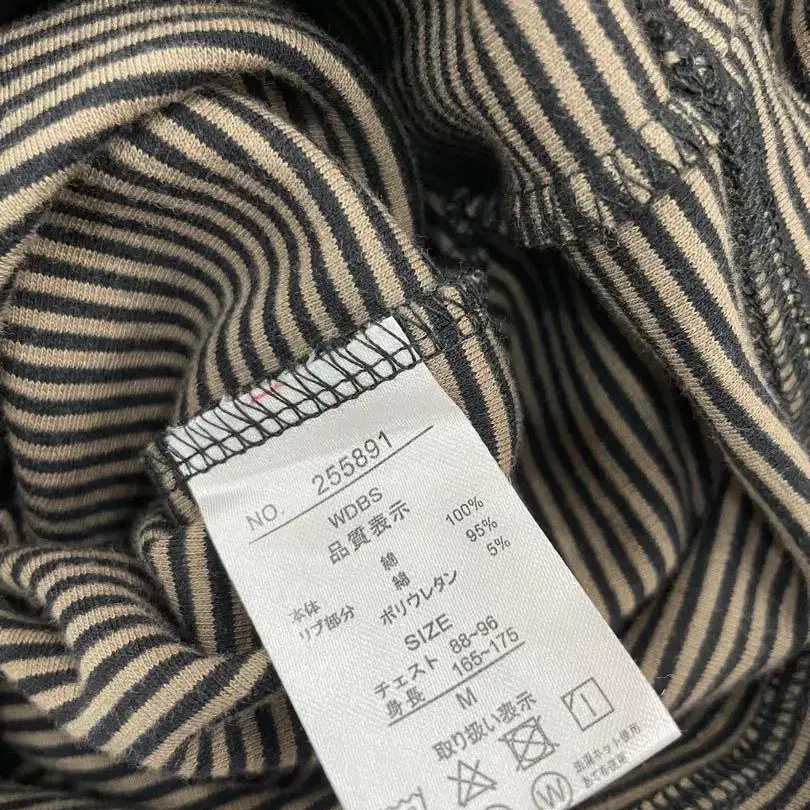 NO. 255891
WDBS
品質表示
本体 綿 100%
リブ部分 綿 95%
ポリウレタン 5%
SIZE
チェスト 88~96
身長 165~175
M
取り扱い表示
W